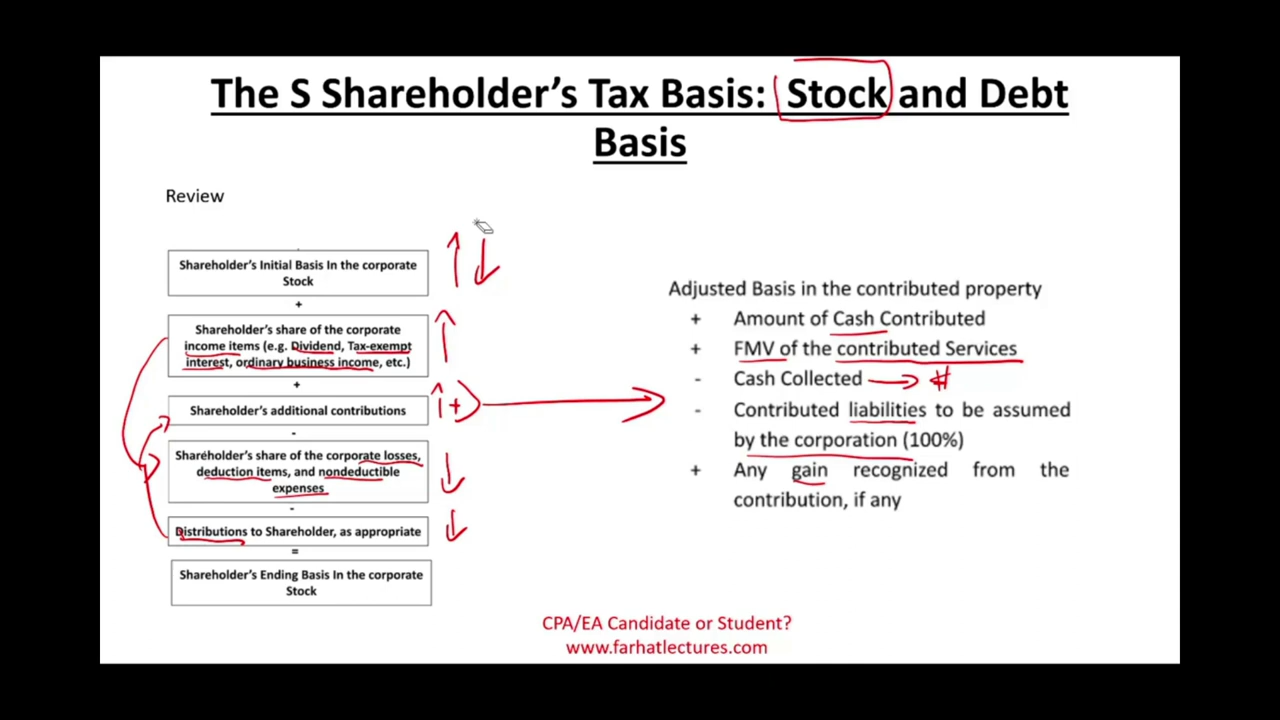 The S Shareholder's Tax Basis: Stock and Debt
Basis
Review
Shareholder's Initial Basis In the corporate
Stock
+
Shareholder's share of the corporate
income items (e.g. Dividend, Tax-exempt
interest, ordinary business income, etc.)
+
Shareholder's additional contributions
-
Shareholder's share of the corporate losses,
deduction items, and nondeductible
expenses
-
Distributions to Shareholder, as appropriate
=
Shareholder's Ending Basis In the corporate
Stock
+
Adjusted Basis in the contributed property
+ Amount of Cash Contributed
+ FMV of the contributed Services
- Cash Collected
- Contributed liabilities to be assumed
by the corporation (100%)
+ Any gain recognized from the
contribution, if any
CPA/EA Candidate or Student?
www.farhatlectures.com